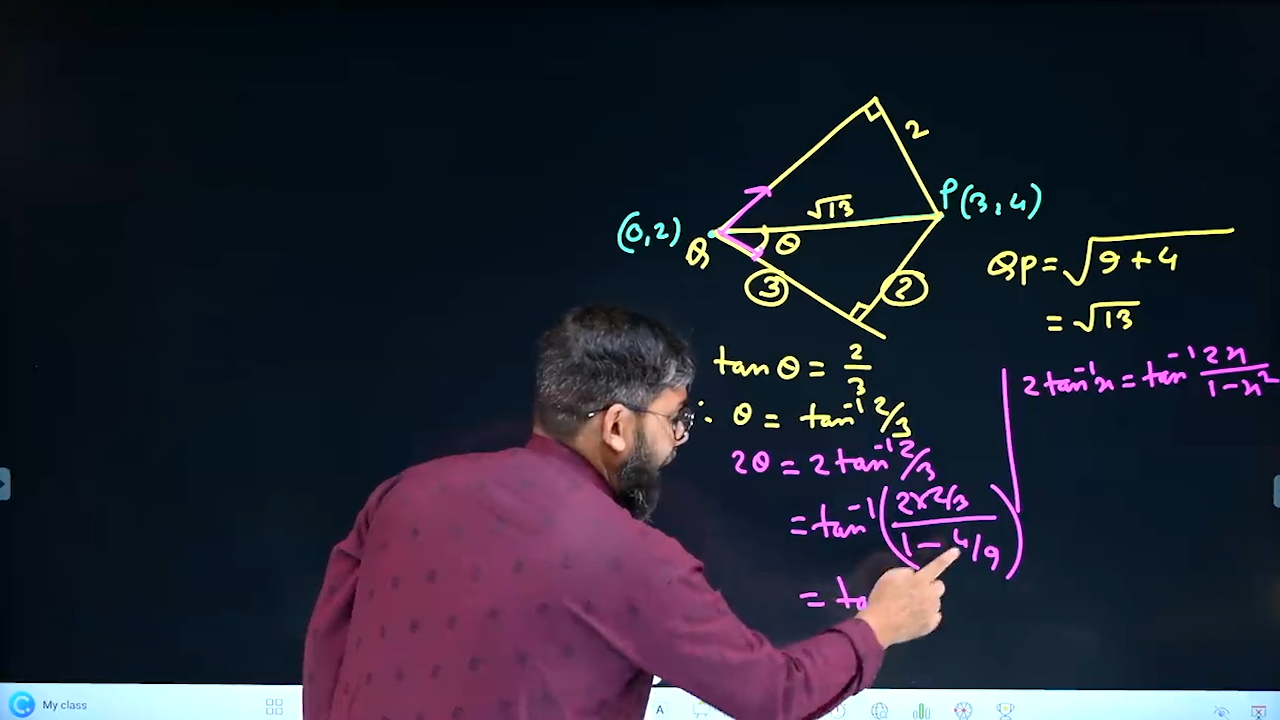 2
P(3,4)
√13
(0,2)
Q
θ
3
2
QP = √9+4
= √13
tan θ = 2/3
∴ θ = tan⁻¹ 2/3
2θ = 2 tan⁻¹ 2/3
= tan⁻¹ (2x2/3 / 1 - 4/9)
2 tan⁻¹x = tan⁻¹ 2x / 1-x²
My class
A